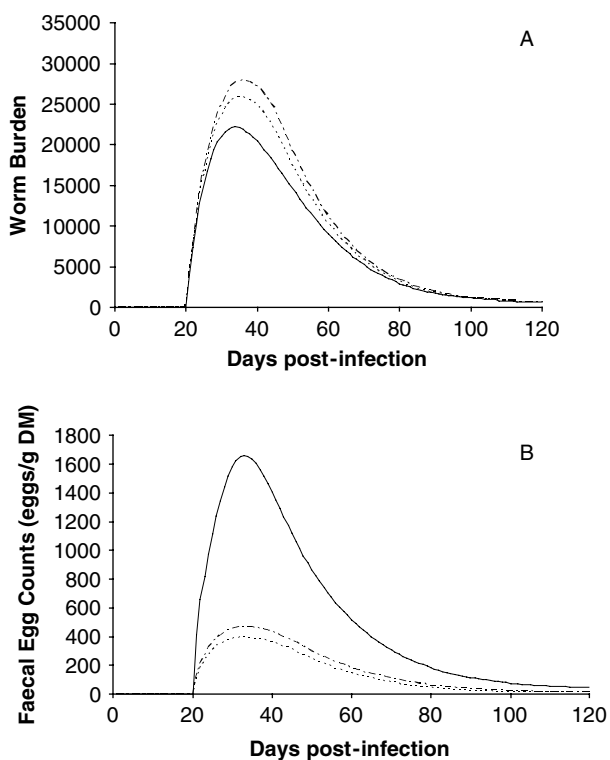 A
35000
30000
25000
20000
15000
10000
5000
0
Worm Burden
0 20 40 60 80 100 120
Days post-infection
B
1800
1600
1400
1200
1000
800
600
400
200
0
Faecal Egg Counts (eggs/g DM)
0 20 40 60 80 100 120
Days post-infection